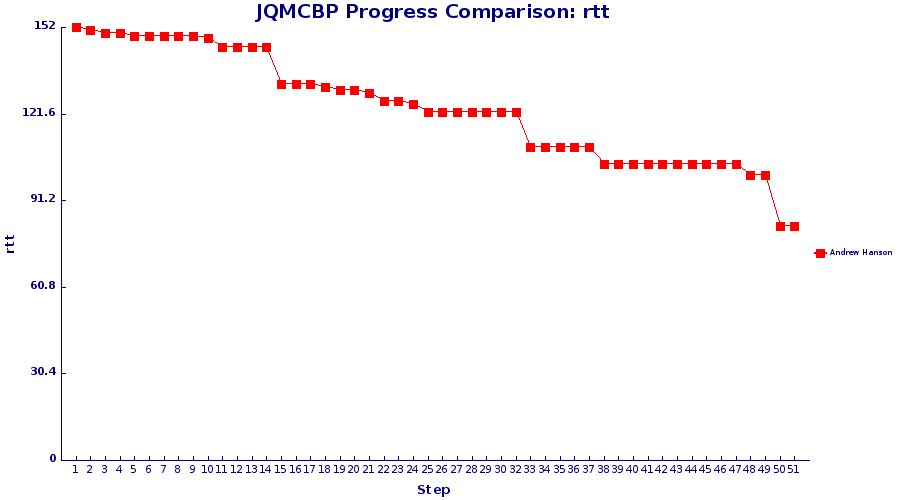 JQMCBP Progress Comparison: rtt
152
121.6
91.2
60.8
30.4
0
rtt
1 2 3 4 5 6 7 8 9 10 11 12 13 14 15 16 17 18 19 20 21 22 23 24 25 26 27 28 29 30 31 32 33 34 35 36 37 38 39 40 41 42 43 44 45 46 47 48 49 50 51
Step
Andrew Hanson